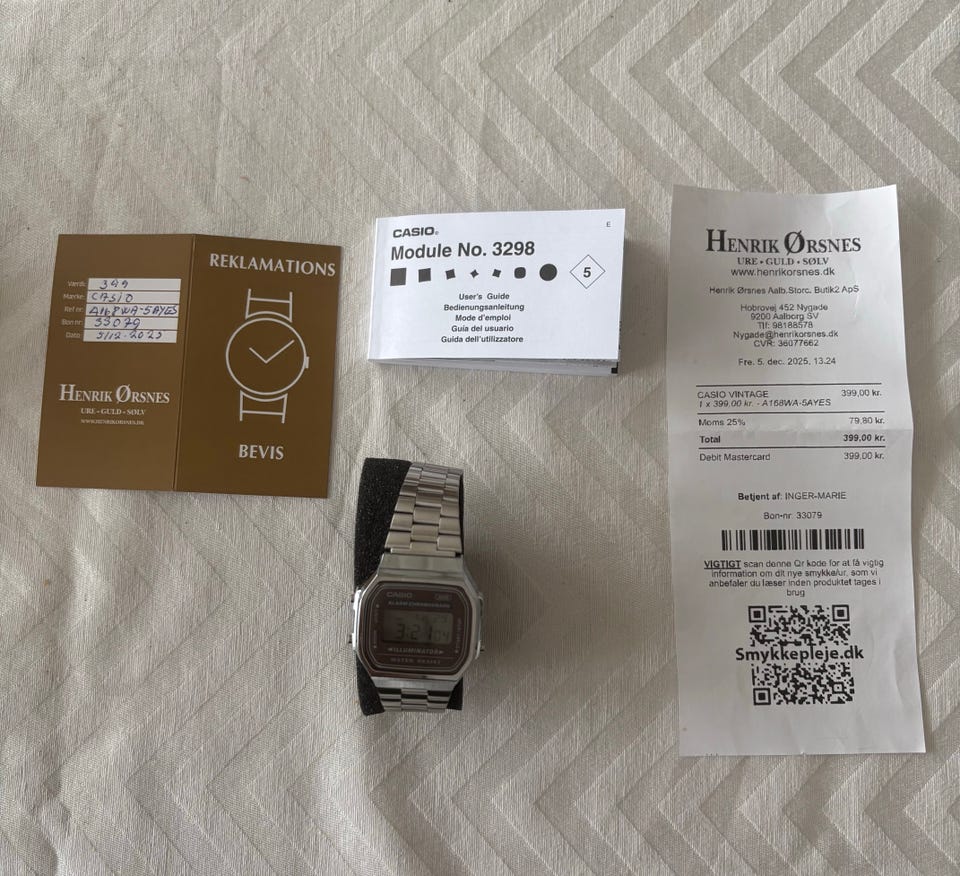 Værdi: 399
Mærke: CASIO
Ref nr: A168WA-5AYES
Bon nr: 33079
Dato: 5/12-2025
HENRIK ØRSNES
URE - GULD - SØLV
WWW.HENRIKORSNES.DK
REKLAMATIONS
BEVIS
CASIO®
E
Module No. 3298
5
User's Guide
Bedienungsanleitung
Mode d'emploi
Guía del usuario
Guida dell'utilizzatore
CASIO
ALARM CHRONOGRAPH
3:21 04
ILLUMINATOR
WATER RESIST
HENRIK ØRSNES
URE • GULD • SØLV
www.henrikorsnes.dk
Henrik Ørsnes Aalb.Storc. Butik2 ApS
Hobrovej 452 Nygade
9200 Aalborg SV
Tlf: 98188578
Nygade@henrikorsnes.dk
CVR: 36077662
Fre. 5. dec. 2025, 13.24
CASIO VINTAGE 399,00 kr.
1 x 399,00 kr. - A168WA-5AYES
Moms 25% 79,80 kr.
Total 399,00 kr.
Debit Mastercard 399,00 kr.
Betjent af: INGER-MARIE
Bon-nr: 33079
VIGTIGT scan denne Qr kode for at få vigtig
information om dit nye smykke/ur, som vi
anbefaler du læser inden produktet tages i
brug
Smykkepleje.dk